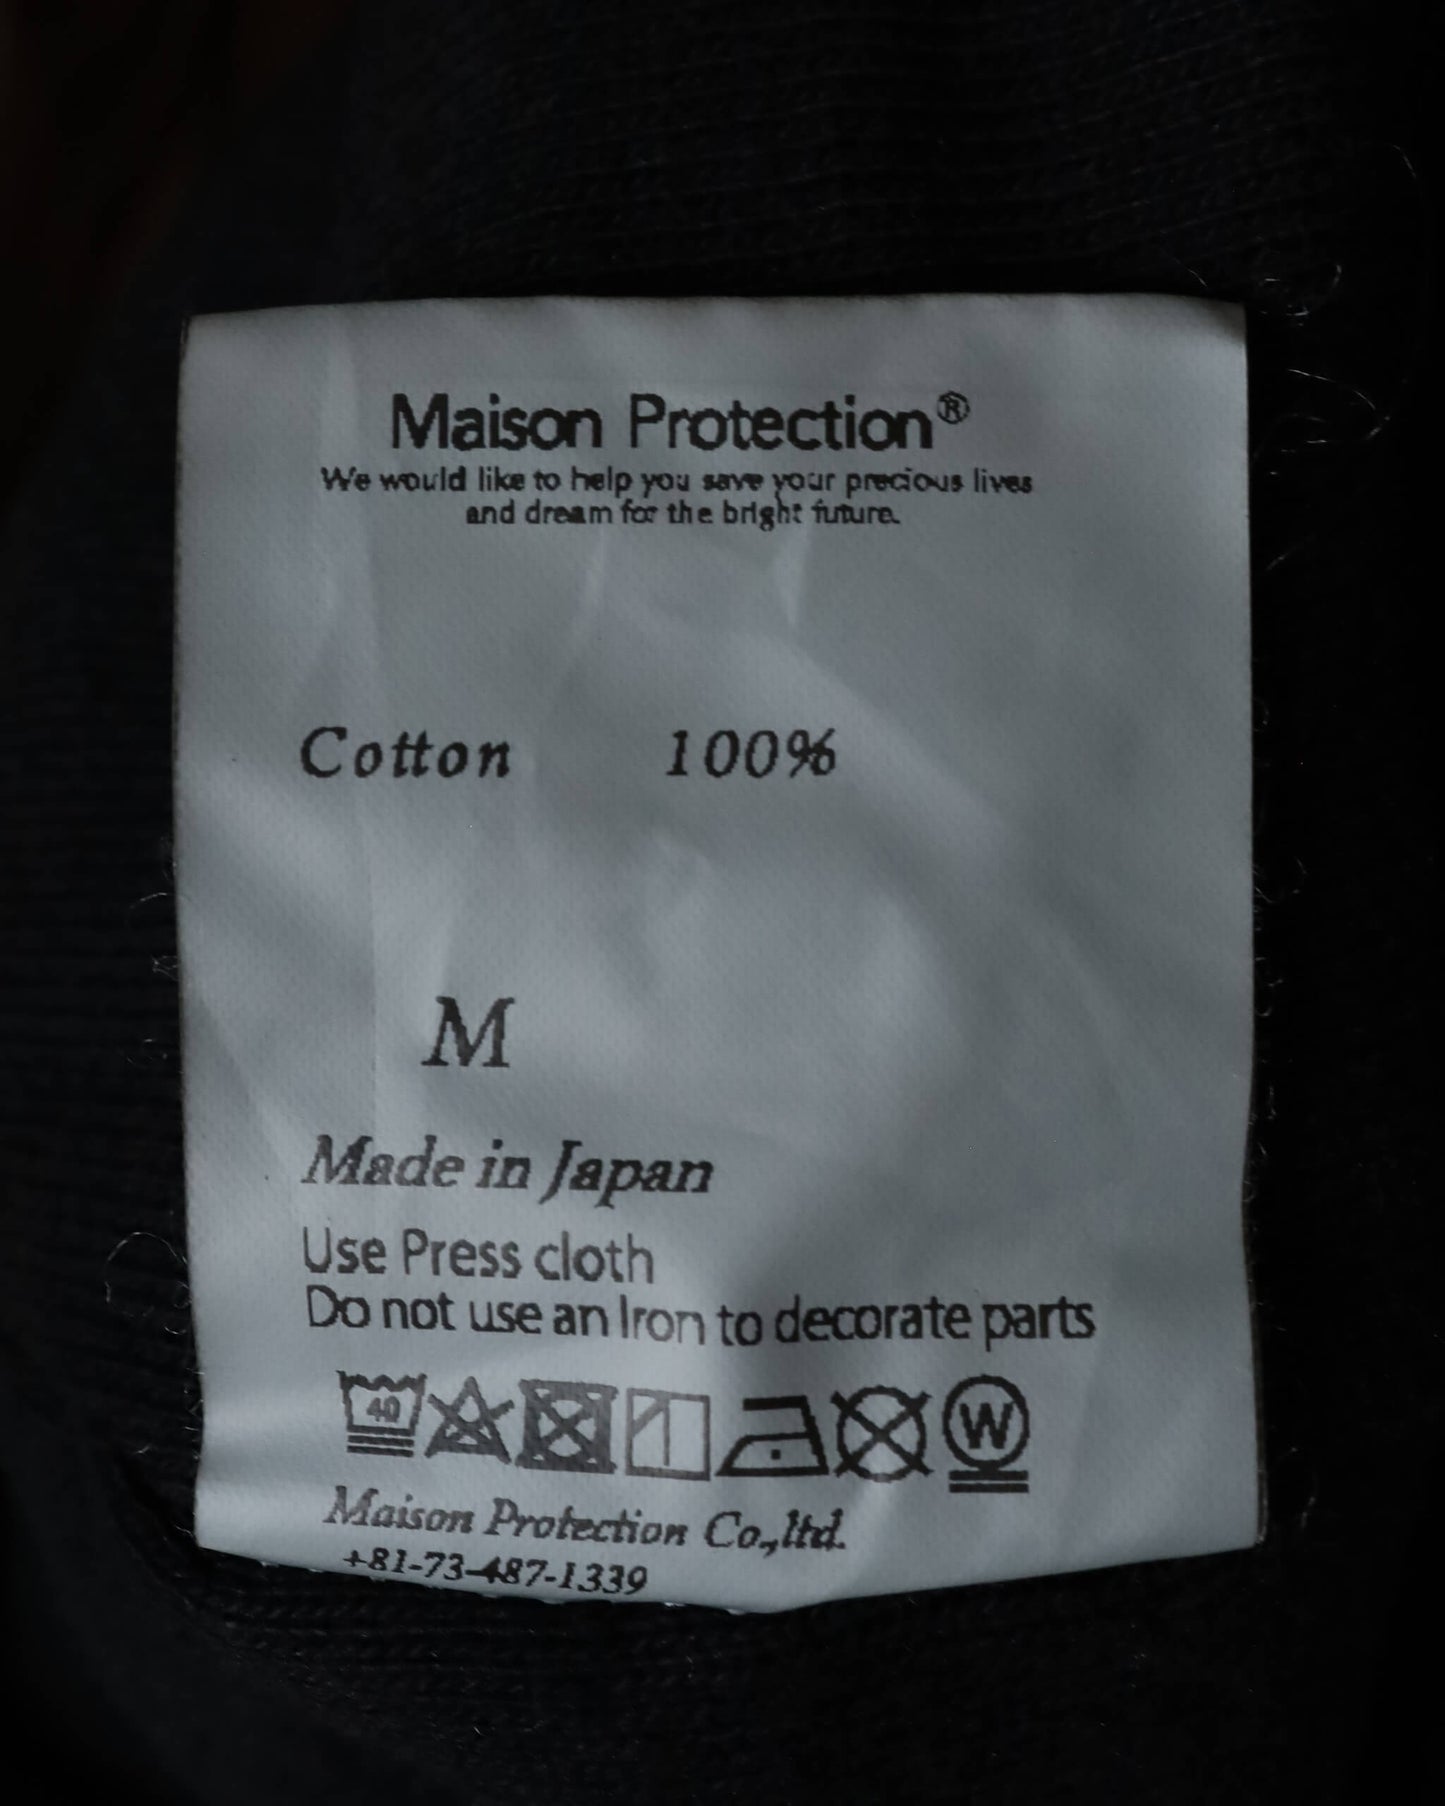 Maison Protection®
We would like to help you save your precious lives
and dream for the bright future.
Cotton 100%
M
Made in Japan
Use Press cloth
Do not use an Iron to decorate parts
40 W
Maison Protection Co.,ltd.
+81-73-487-1339